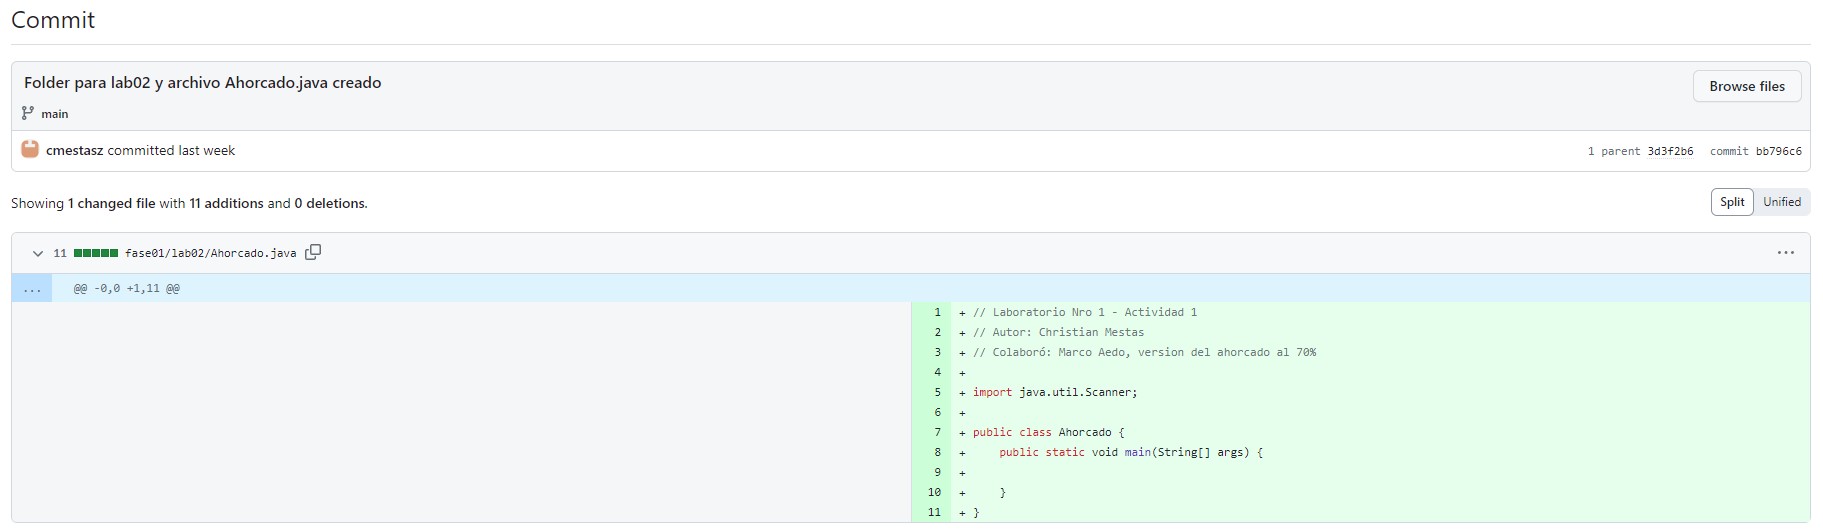 Commit
Folder para lab02 y archivo Ahorcado.java creado
Browse files
main
cmestasz committed last week
1 parent 3d3f2b6 commit bb796c6
Showing 1 changed file with 11 additions and 0 deletions.
Split Unified
11 fase01/lab02/Ahorcado.java
...
... @@ -0,0 +1,11 @@
1 + // Laboratorio Nro 1 - Actividad 1
2 + // Autor: Christian Mestas
3 + // Colaboró: Marco Aedo, version del ahorcado al 70%
4 +
5 + import java.util.Scanner;
6 +
7 + public class Ahorcado {
8 +     public static void main(String[] args) {
9 +
10 +     }
11 + }